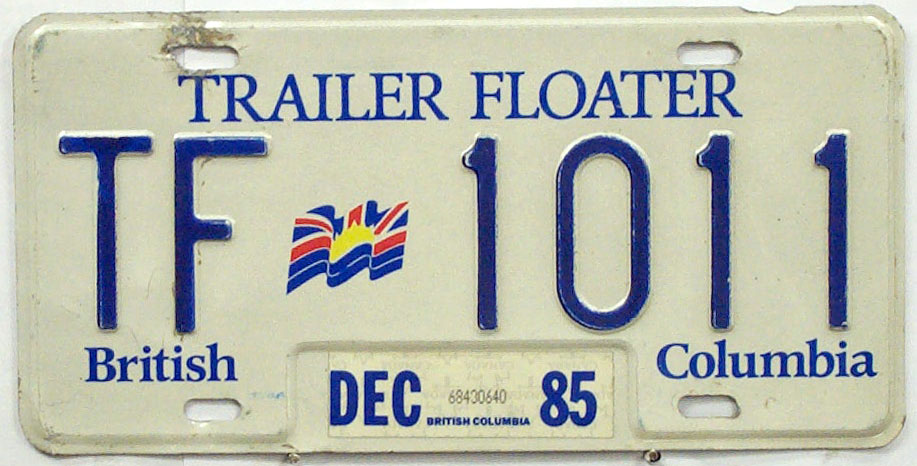 TRAILER FLOATER
TF 1011
British Columbia
DEC 68430640 85
BRITISH COLUMBIA